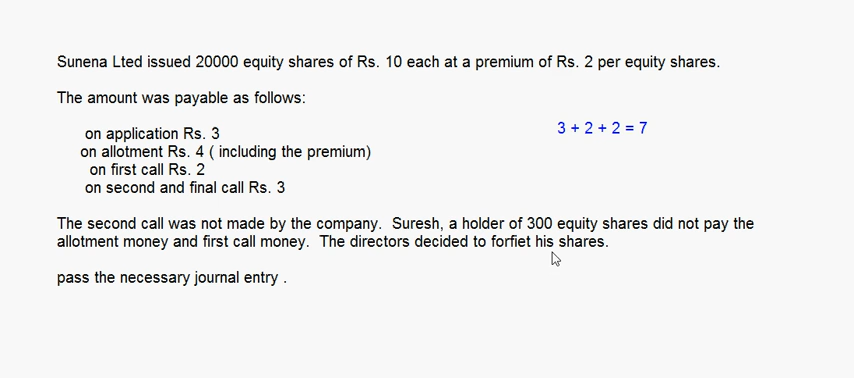 Sunena Lted issued 20000 equity shares of Rs. 10 each at a premium of Rs. 2 per equity shares.
The amount was payable as follows:
3 + 2 + 2 = 7
on application Rs. 3
on allotment Rs. 4 ( including the premium)
on first call Rs. 2
on second and final call Rs. 3
The second call was not made by the company. Suresh, a holder of 300 equity shares did not pay the
allotment money and first call money. The directors decided to forfiet his shares.
pass the necessary journal entry .